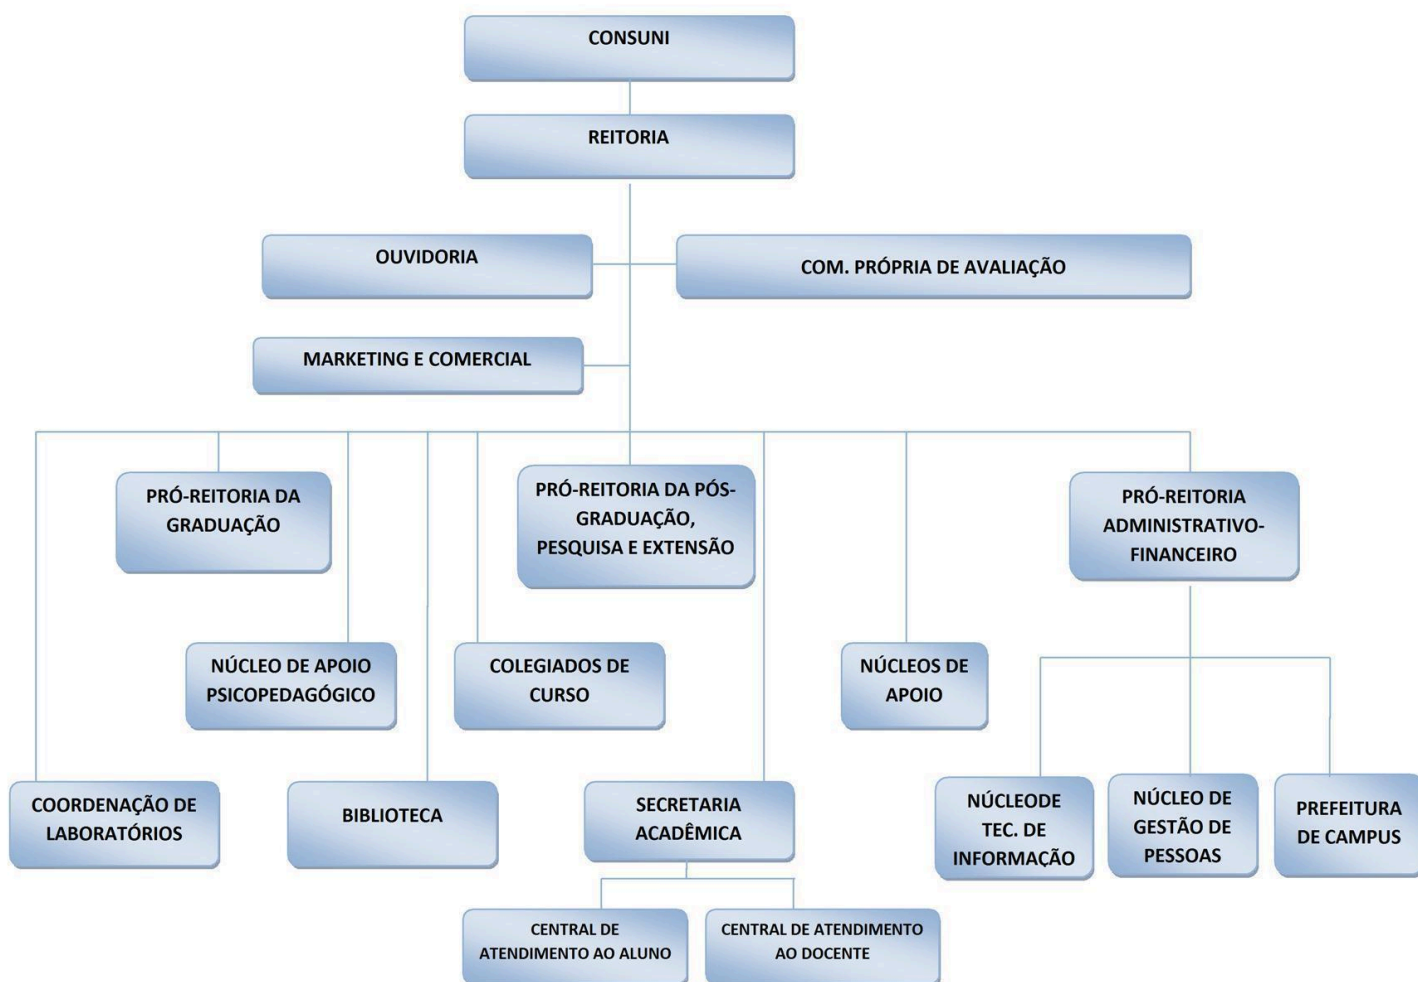 CONSUNI
REITORIA
OUVIDORIA
COM. PRÓPRIA DE AVALIAÇÃO
MARKETING E COMERCIAL
PRÓ-REITORIA DA
GRADUAÇÃO
PRÓ-REITORIA DA PÓS-
GRADUAÇÃO,
PESQUISA E EXTENSÃO
PRÓ-REITORIA
ADMINISTRATIVO-
FINANCEIRO
NÚCLEO DE APOIO
PSICOPEDAGÓGICO
COLEGIADOS DE
CURSO
NÚCLEOS DE
APOIO
COORDENAÇÃO DE
LABORATÓRIOS
BIBLIOTECA
SECRETARIA
ACADÊMICA
NÚCLEODE
TEC. DE
INFORMAÇÃO
NÚCLEO DE
GESTÃO DE
PESSOAS
PREFEITURA
DE CAMPUS
CENTRAL DE
ATENDIMENTO AO ALUNO
CENTRAL DE ATENDIMENTO
AO DOCENTE